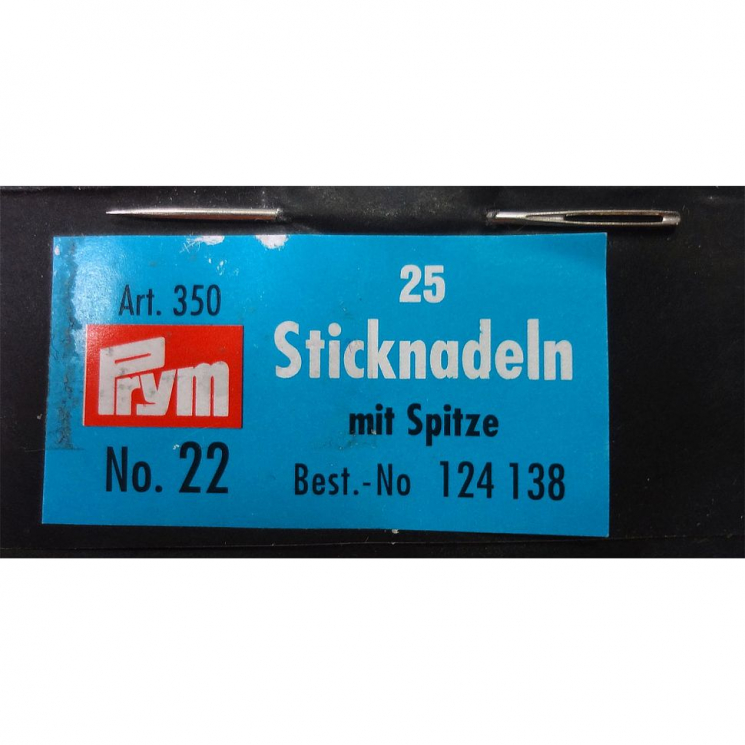 Art. 350
Prym
No. 22
25
Sticknadeln
mit Spitze
Best.-No 124 138